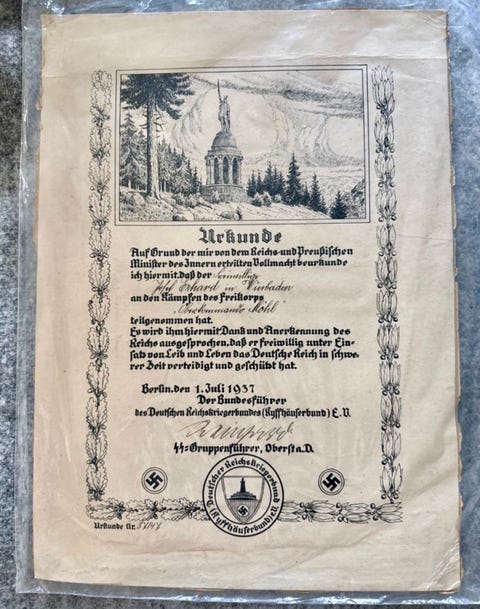 Urkunde
Auf Grund der mir von dem Reichs-und Preußischen
Minister des Innern erteilten Vollmacht beurkunde
ich hiermit, daß der Freiwillige
Josef Erhard in Wiesbaden
an den Kämpfen des Freikorps
"Oberkommando Möhl"
teilgenommen hat.
Es wird ihm hiermit Dank und Anerkennung des
Reichs ausgesprochen, daß er freiwillig unter Ein-
satz von Leib und Leben das Deutsche Reich in schwe-
rer Zeit verteidigt und geschützt hat.
Berlin, den 1. Juli 1937
Der Bundesführer
des Deutschen Reichskriegerbundes (Kyffhäuserbund) E.V.
SS-Gruppenführer, Oberst a.D.
Deutscher Reichskriegerbund
(Kyffhäuserbund) e.V.
Urkunde Nr.